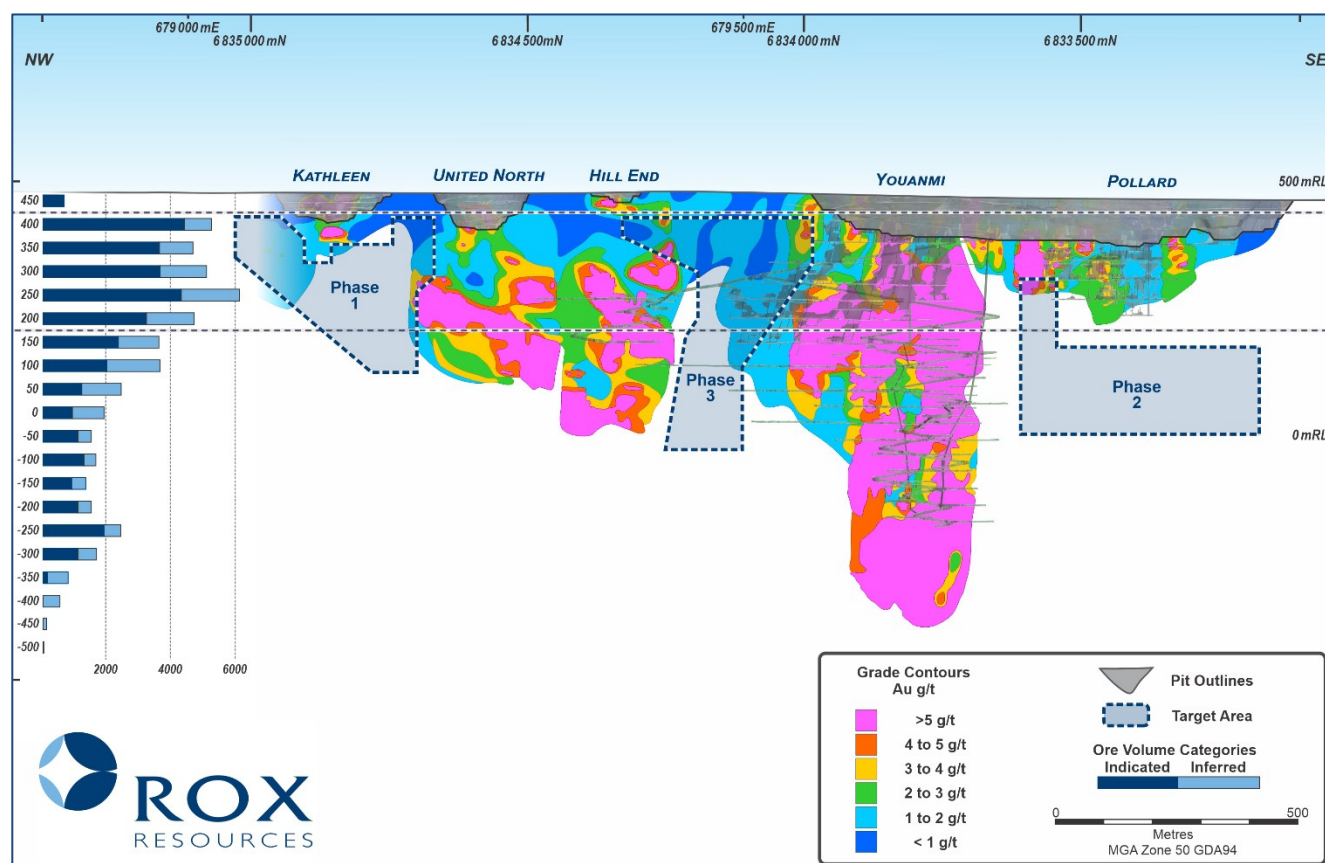 679 000 mE
6 835 000 mN
6 834 500mN
679 500 mE
6 834 000 mN
6 833 500mN
NW
SE
KATHLEEN
UNITED NORTH
HILL END
YOUANMI
POLLARD
500 mRL
450
400
350
300
250
200
150
100
50
0
-50
-100
-150
-200
-250
-300
-350
-400
-450
-500
2000
4000
6000
Phase
1
Phase
3
Phase
2
0 mRL
Grade Contours
Au g/t
>5 g/t
4 to 5 g/t
3 to 4 g/t
2 to 3 g/t
1 to 2 g/t
< 1 g/t
Pit Outlines
Target Area
Ore Volume Categories
Indicated Inferred
0 500
Metres
MGA Zone 50 GDA94
ROX
RESOURCES